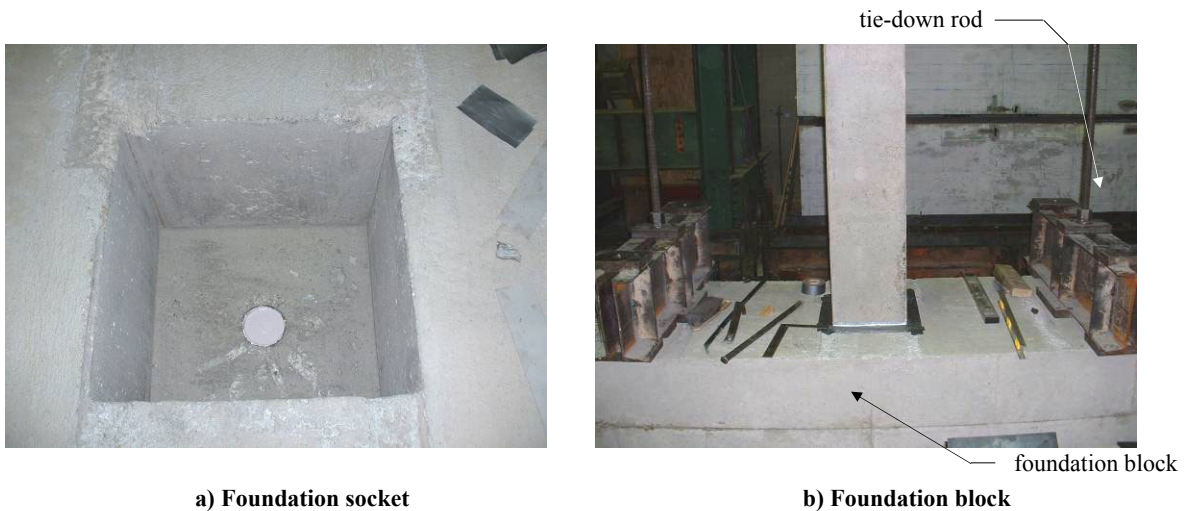 tie-down rod
foundation block
a) Foundation socket
b) Foundation block